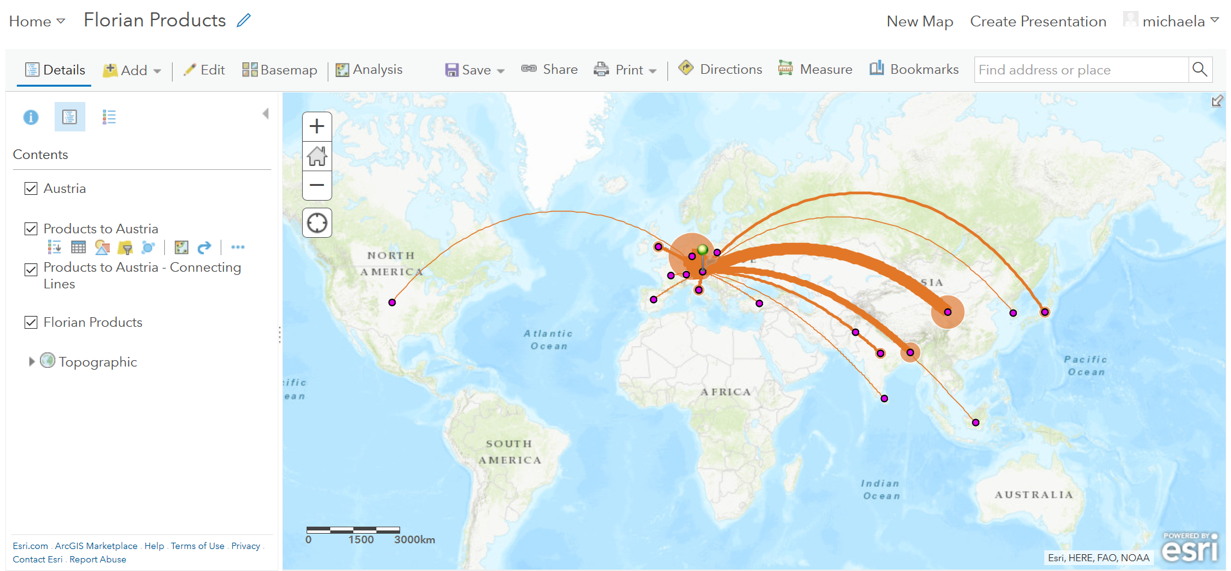 Home Florian Products New Map Create Presentation michaela
Details Add Edit Basemap Analysis Save Share Print Directions Measure Bookmarks Find address or place
Contents
Austria
Products to Austria
Products to Austria - Connecting
Lines
Florian Products
Topographic
Esri.com . ArcGIS Marketplace . Help . Terms of Use . Privacy .
Contact Esri . Report Abuse
NORTH
AMERICA
Atlantic
Ocean
SIA
AFRICA
SOUTH
AMERICA
Pacific
Ocean
Indian
Ocean
AUSTRALIA
cific
ean
0 1500 3000km
Esri, HERE, FAO, NOAA
POWERED BY
esri